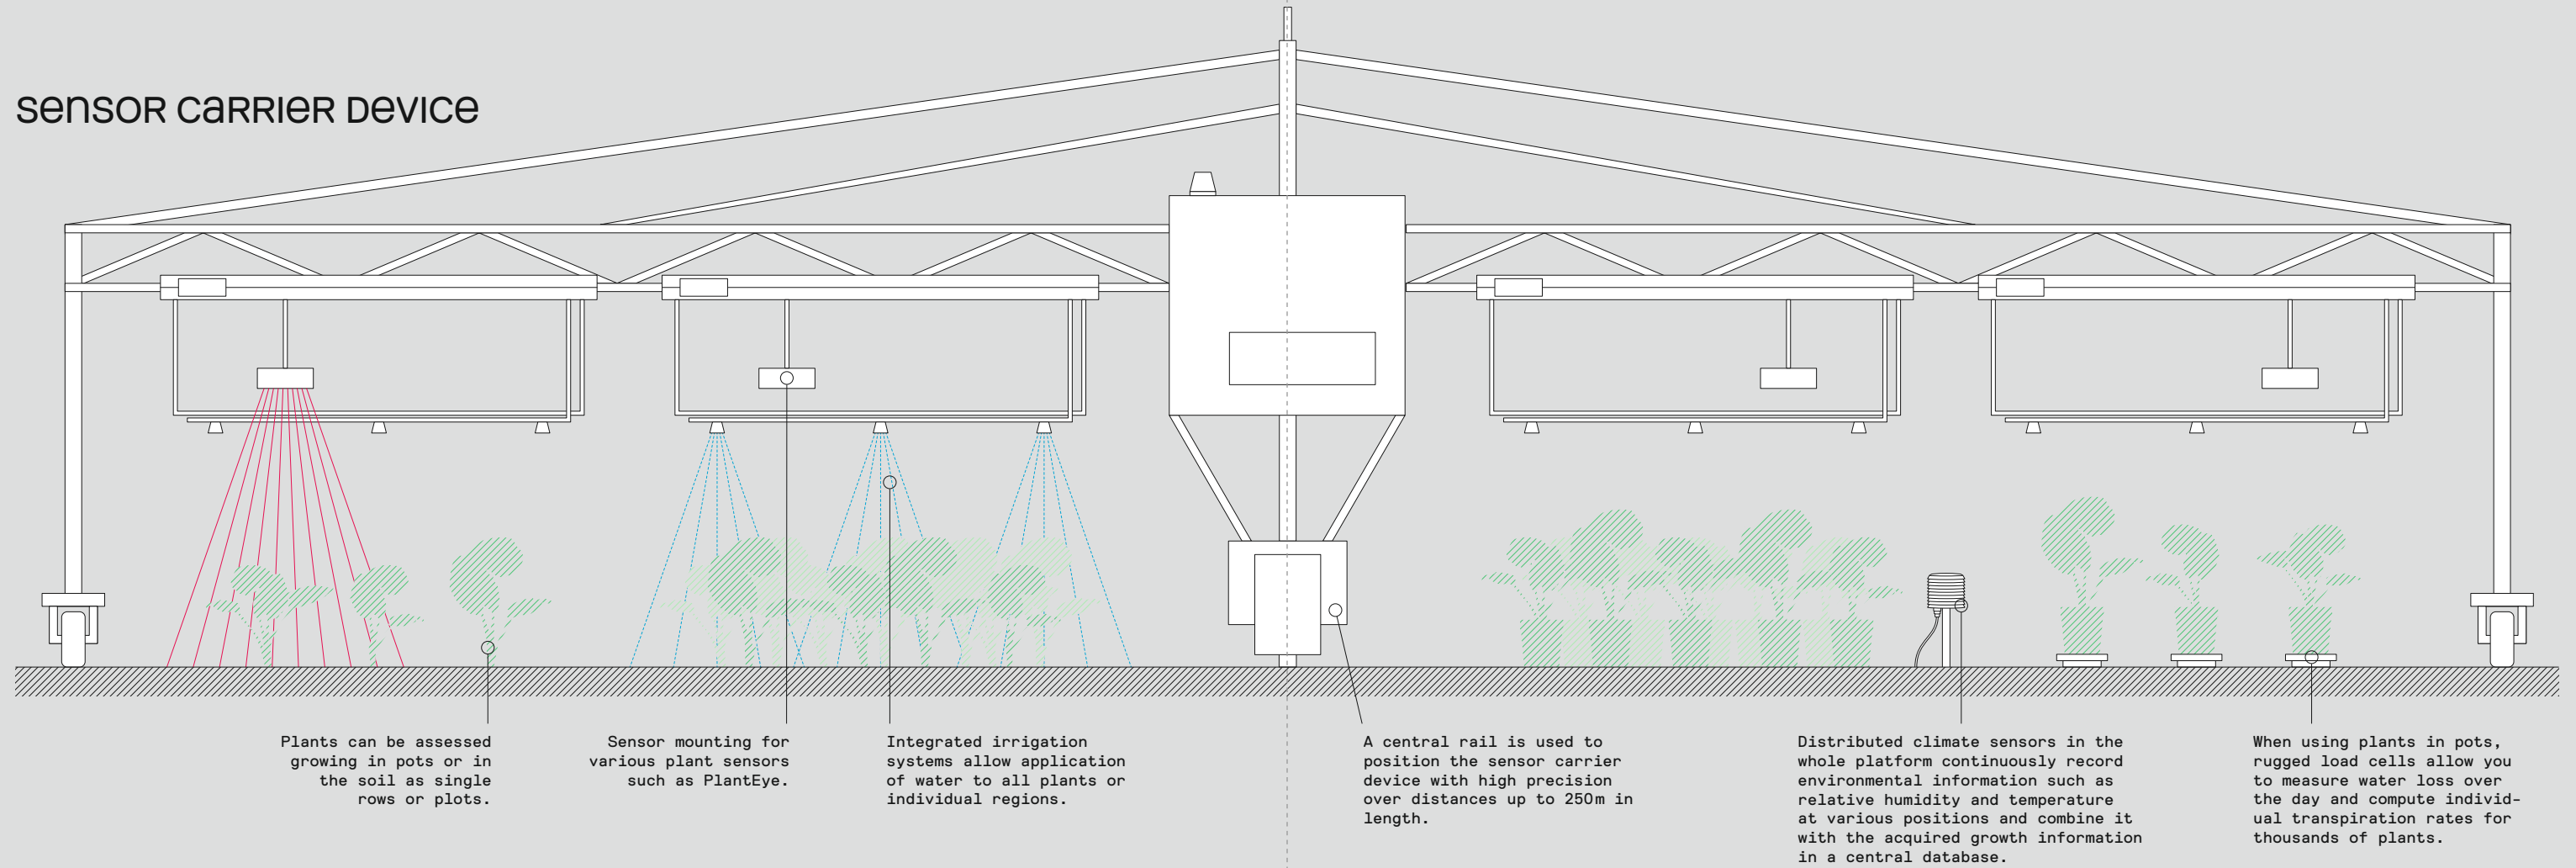 sensor carrier device
Plants can be assessed
growing in pots or in
the soil as single
rows or plots.
Sensor mounting for
various plant sensors
such as PlantEye.
Integrated irrigation
systems allow application
of water to all plants or
individual regions.
A central rail is used to
position the sensor carrier
device with high precision
over distances up to 250m in
length.
Distributed climate sensors in the
whole platform continuously record
environmental information such as
relative humidity and temperature
at various positions and combine it
with the acquired growth information
in a central database.
When using plants in pots,
rugged load cells allow you
to measure water loss over
the day and compute individ-
ual transpiration rates for
thousands of plants.